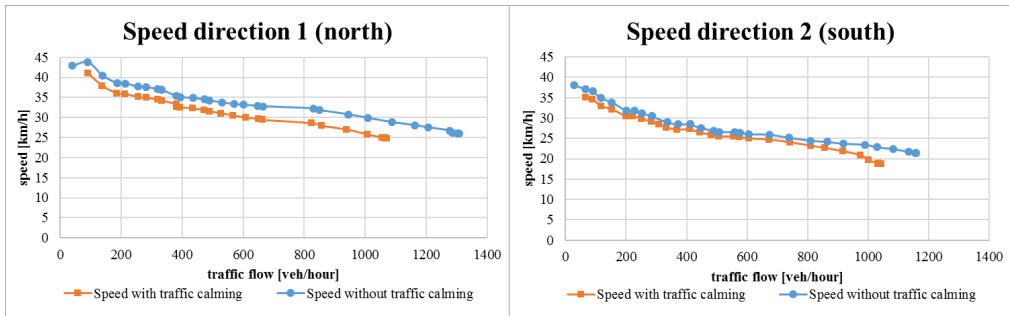 Speed direction 1 (north)
45
40
35
30
25
20
15
10
5
0
speed [km/h]
0 200 400 600 800 1000 1200 1400
traffic flow [veh/hour]
Speed with traffic calming Speed without traffic calming
Speed direction 2 (south)
45
40
35
30
25
20
15
10
5
0
speed [km/h]
0 200 400 600 800 1000 1200 1400
traffic flow [veh/hour]
Speed with traffic calming Speed without traffic calming